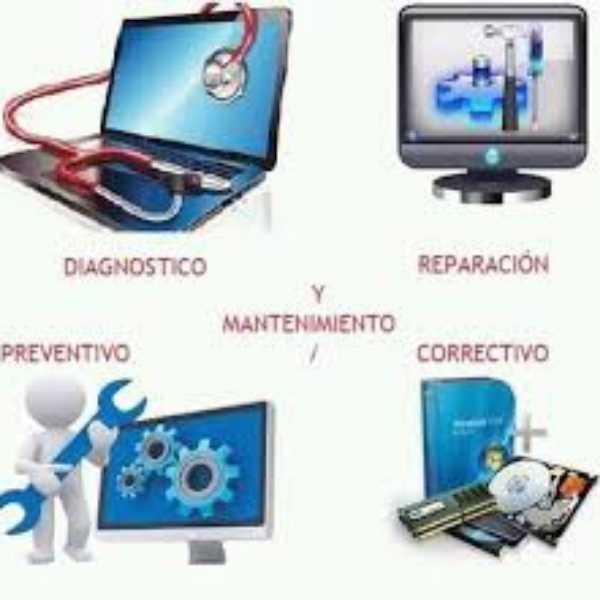 DIAGNOSTICO
REPARACIÓN
Y
MANTENIMIENTO
PREVENTIVO
/
CORRECTIVO